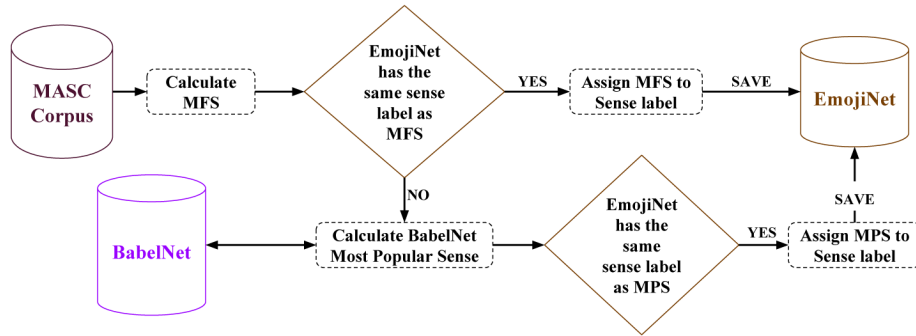 MASC
Corpus
Calculate
MFS
EmojiNet
has the
same sense
label as
MFS
YES
Assign MFS to
Sense label
SAVE
EmojiNet
NO
BabelNet
Calculate BabelNet
Most Popular Sense
EmojiNet
has the
same
sense label
as MPS
YES
Assign MPS to
Sense label
SAVE